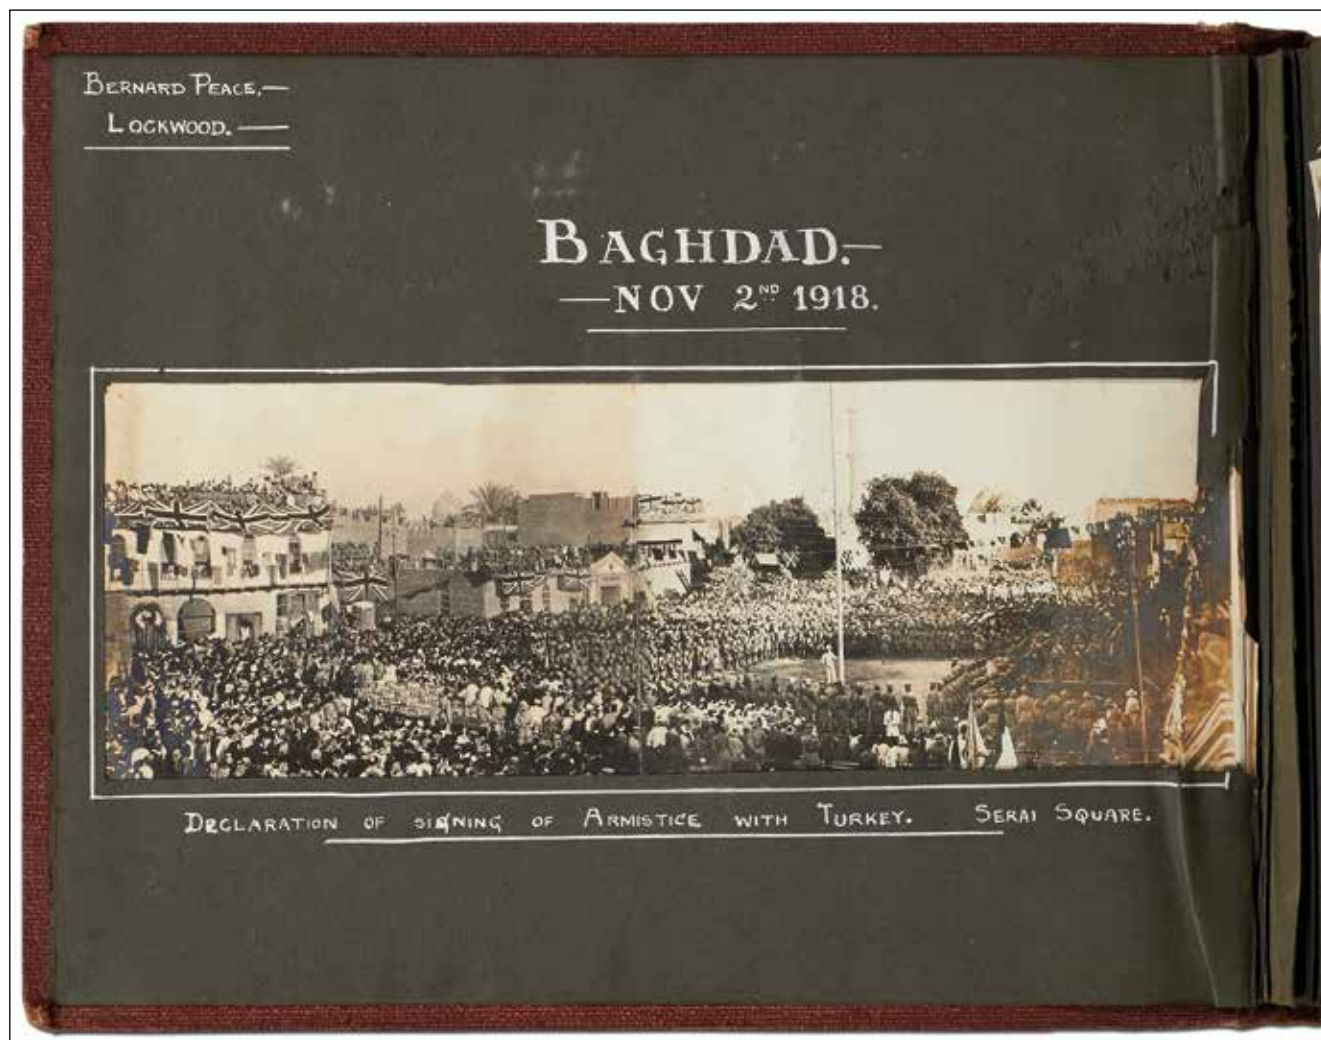 BERNARD PEACE.—
LOCKWOOD.—
BAGHDAD.—
—NOV 2ND 1918.
DECLARATION OF SIGNING OF ARMISTICE WITH TURKEY. SERAI SQUARE.